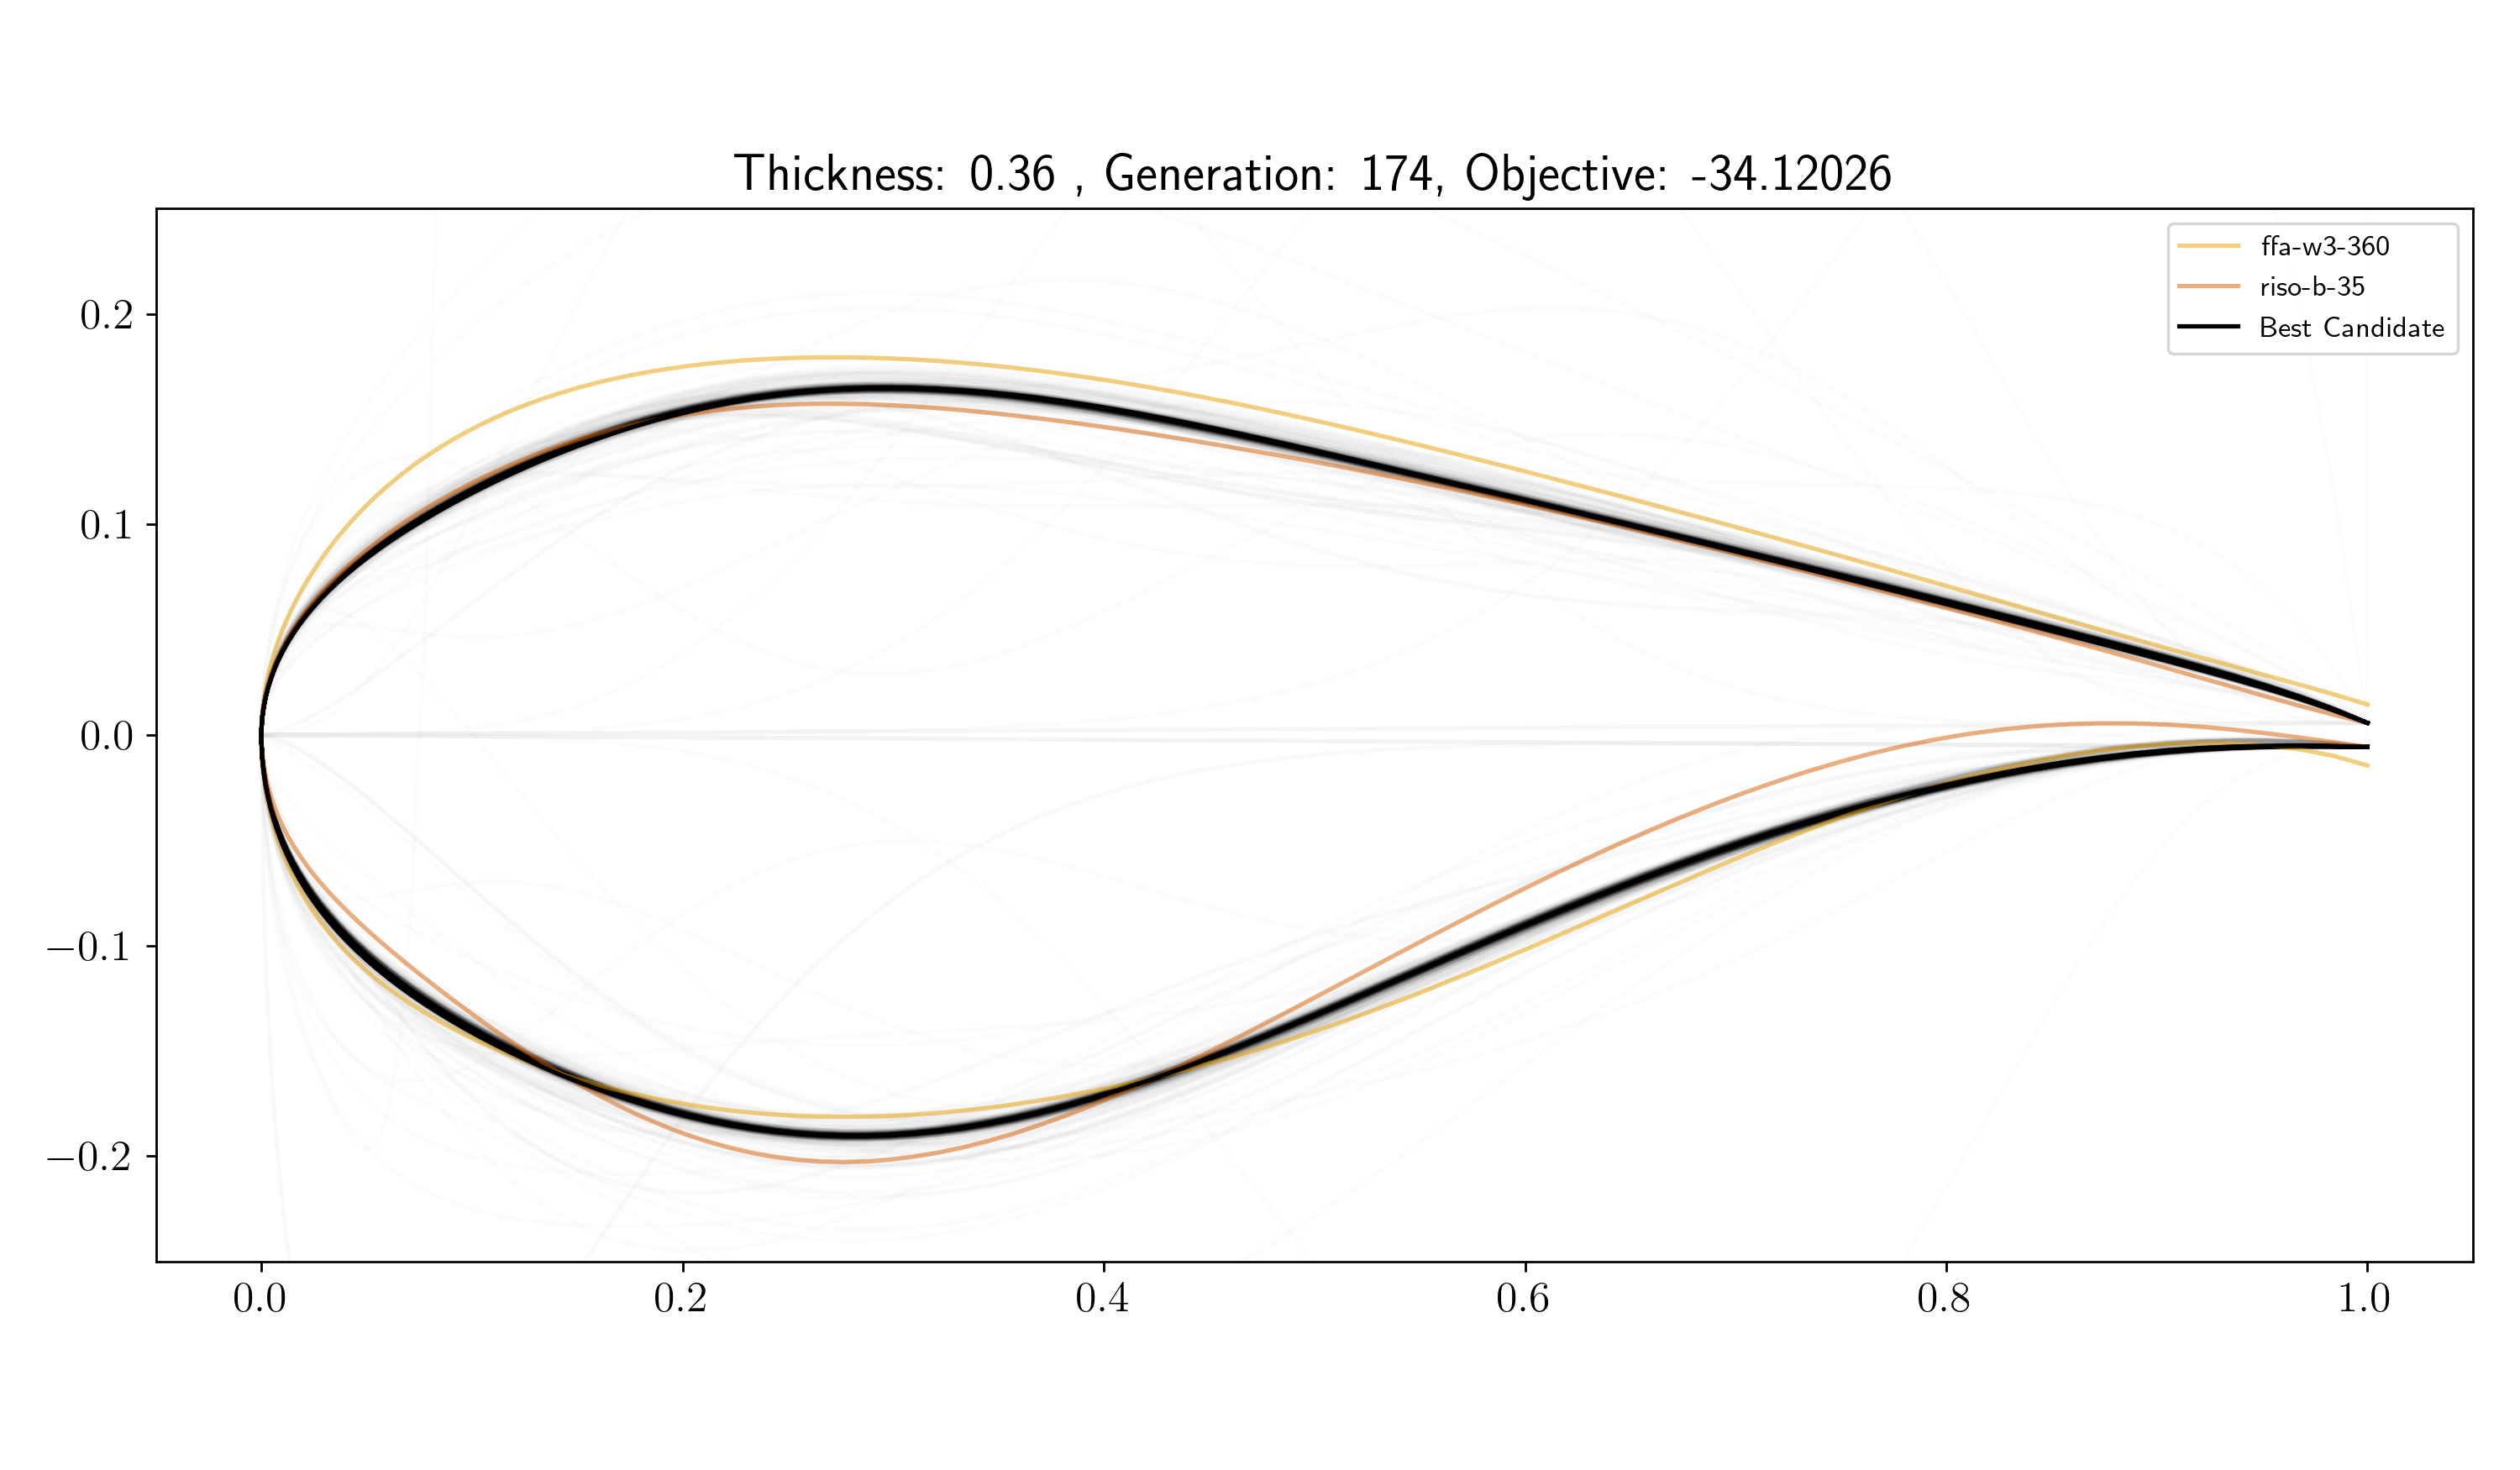 Thickness: 0.36 , Generation: 174, Objective: -34.12026
ffa-w3-360
riso-b-35
Best Candidate
0.2
0.1
0.0
−0.1
−0.2
0.0 0.2 0.4 0.6 0.8 1.0